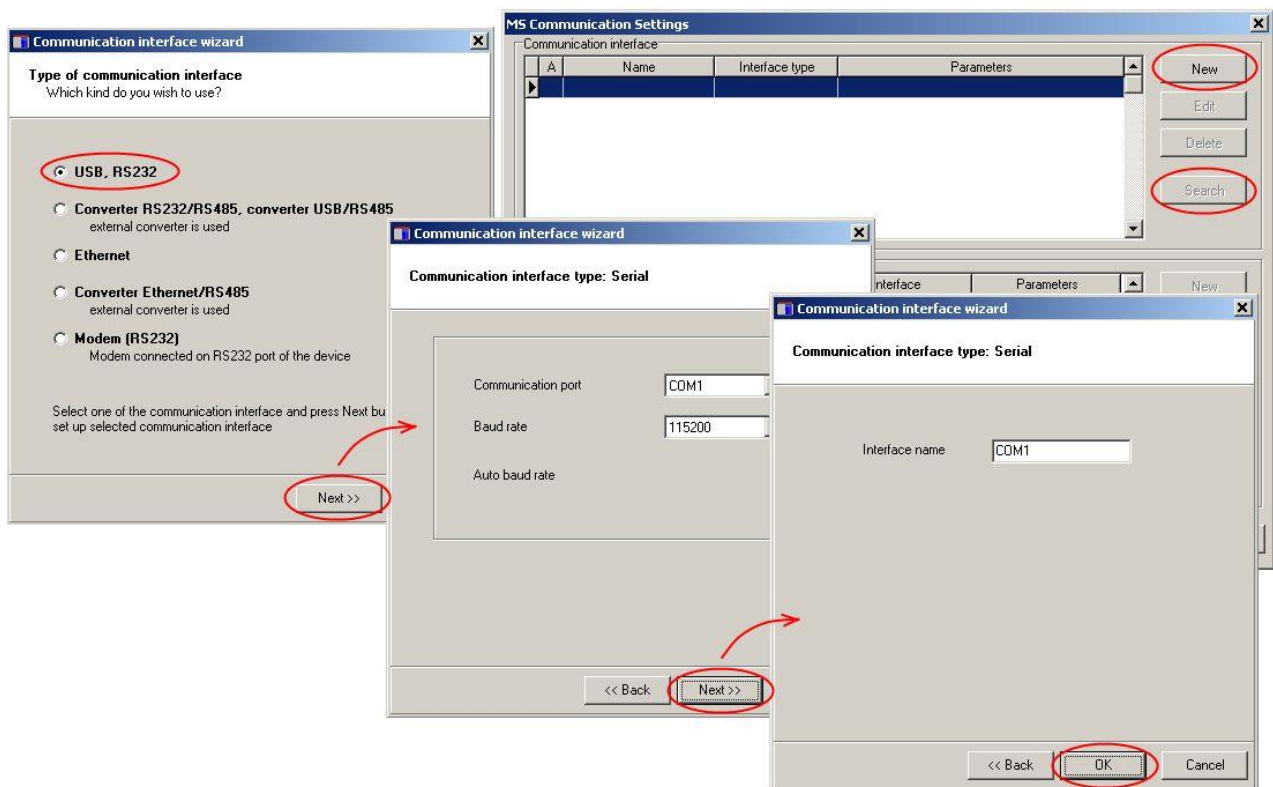 Communication interface wizard
Type of communication interface
Which kind do you wish to use?
USB, RS232
Converter RS232/RS485, converter USB/RS485
external converter is used
Ethernet
Converter Ethernet/RS485
external converter is used
Modem (RS232)
Modem connected on RS232 port of the device
Select one of the communication interface and press Next bu
set up selected communication interface
Next >>
MS Communication Settings
Communication interface
A Name Interface type Parameters
New
Edit
Delete
Search
nterface Parameters
New
Communication interface wizard
Communication interface type: Serial
Communication port COM1
Baud rate 115200
Auto baud rate
<< Back Next >>
Communication interface wizard
Communication interface type: Serial
Interface name COM1
<< Back OK Cancel